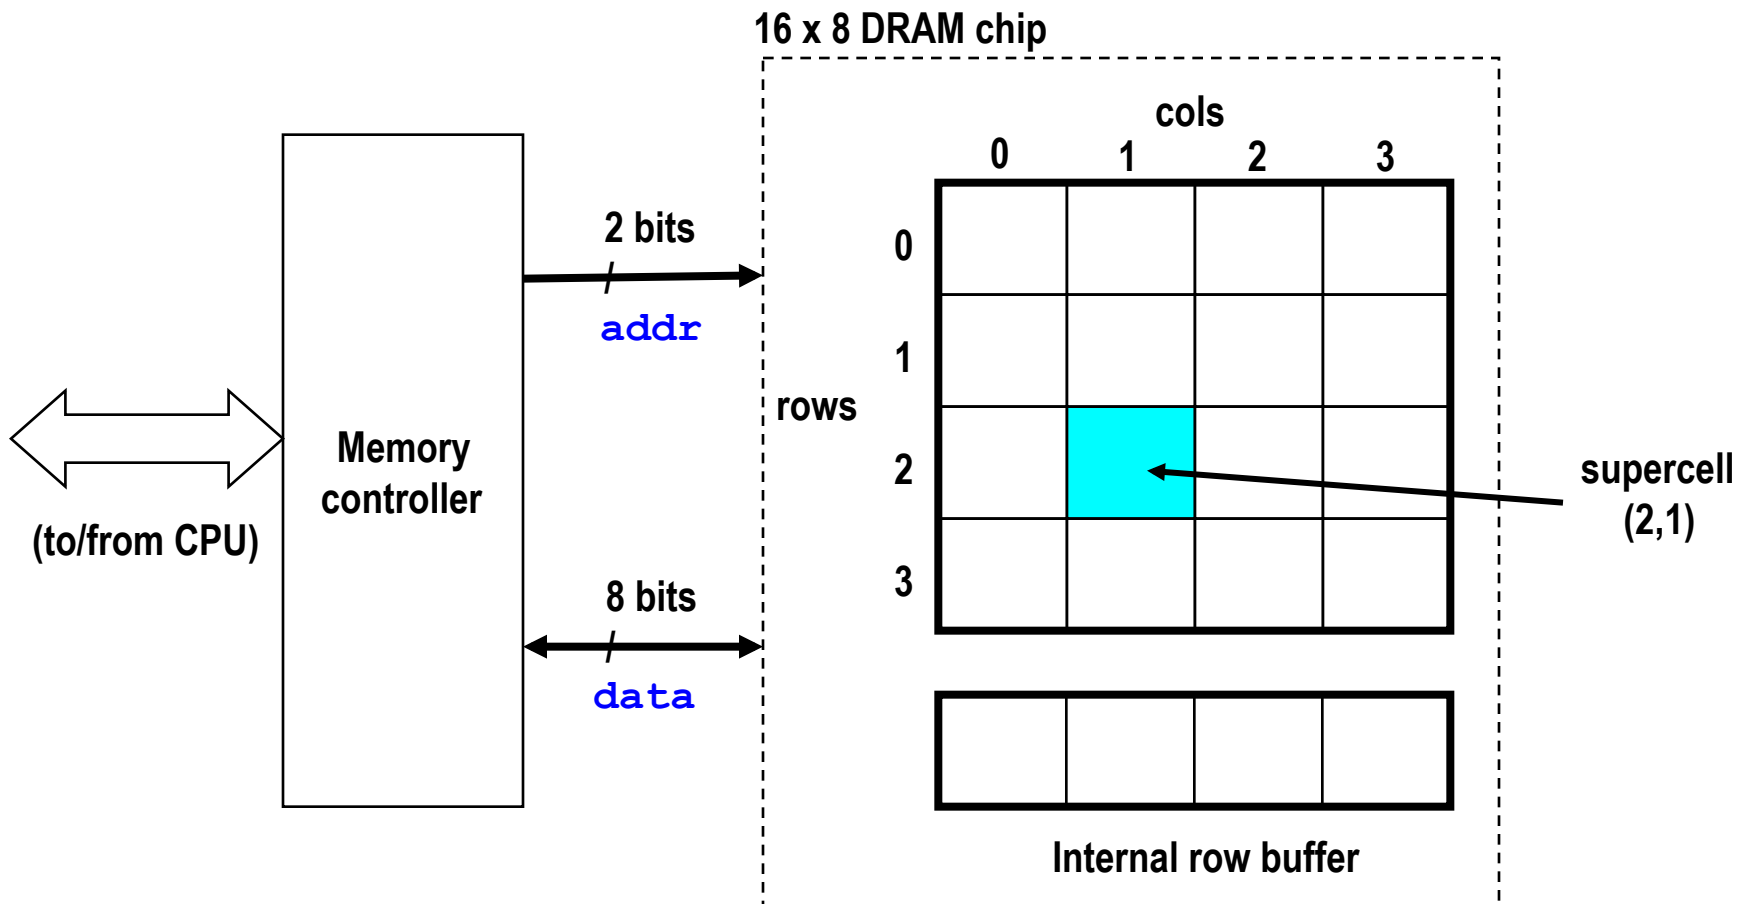 16 x 8 DRAM chip
cols
0 1 2 3
2 bits
addr
0
1
rows
2
3
Memory
controller
(to/from CPU)
8 bits
data
supercell
(2,1)
Internal row buffer